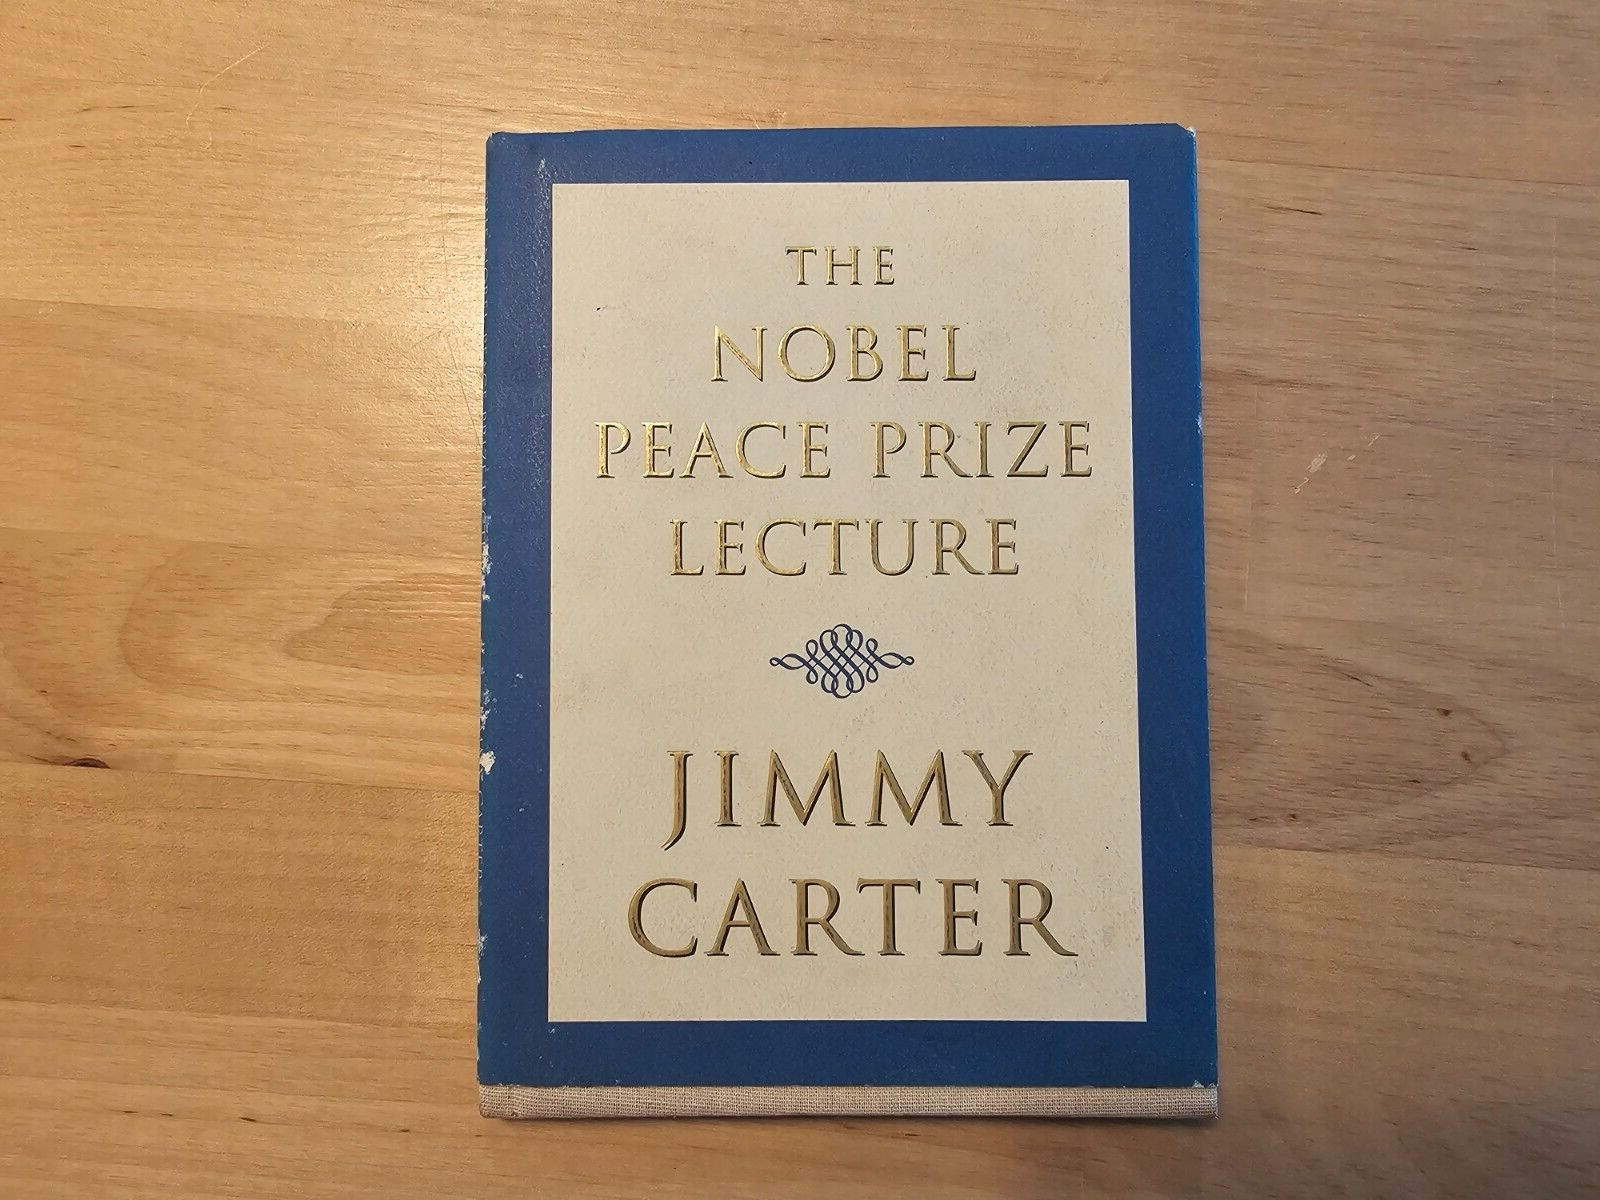 THE
NOBEL
PEACE PRIZE
LECTURE
JIMMY
CARTER